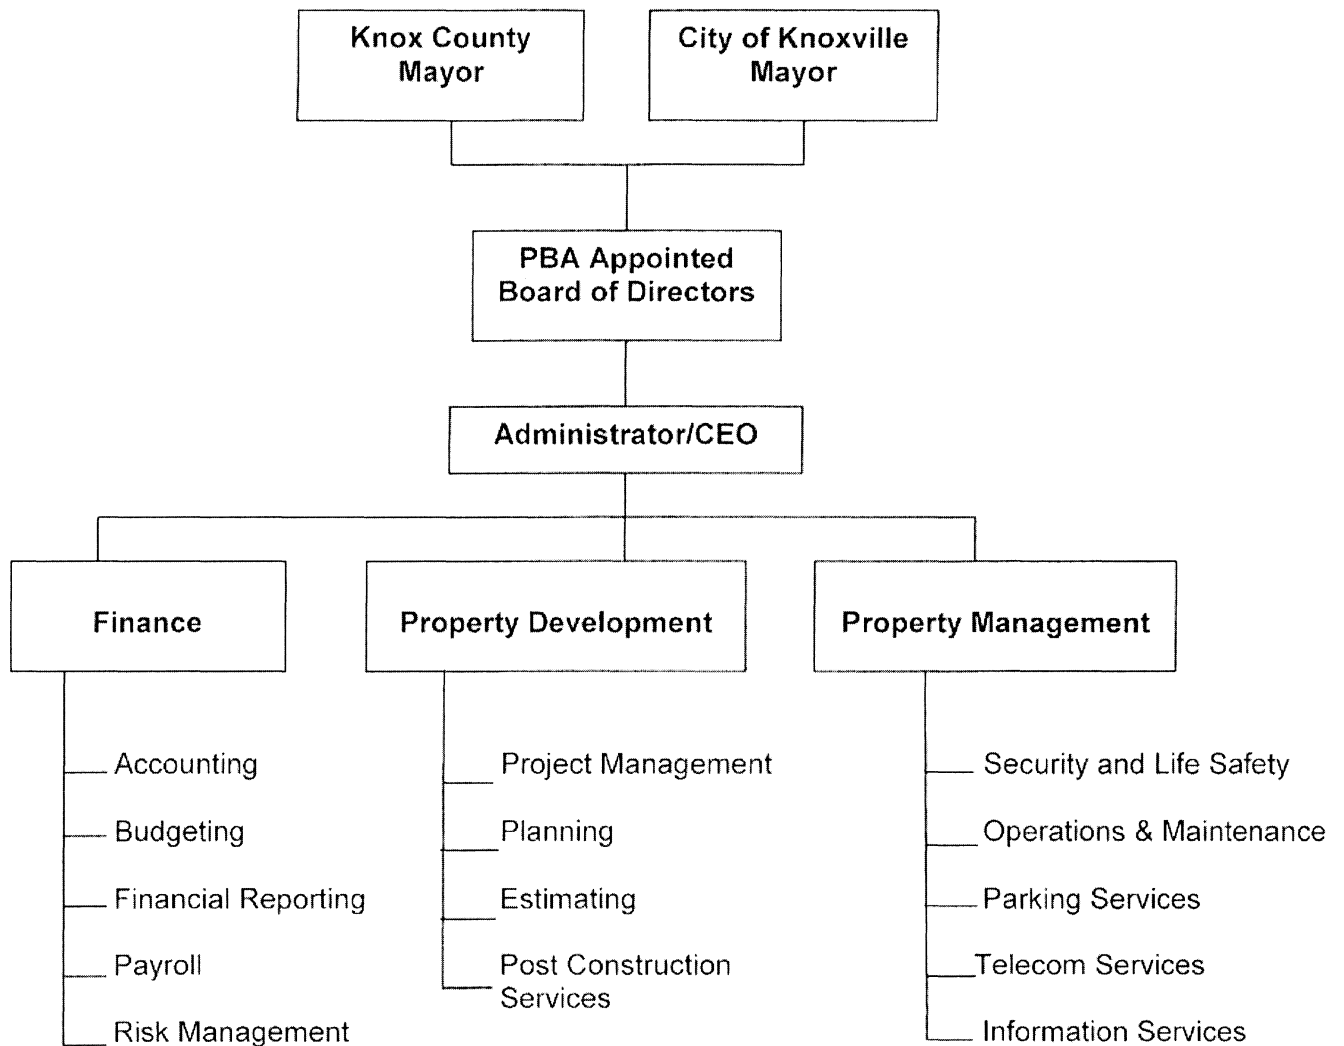 Knox County
Mayor
City of Knoxville
Mayor
PBA Appointed
Board of Directors
Administrator/CEO
Finance
Property Development
Property Management
Accounting
Budgeting
Financial Reporting
Payroll
Risk Management
Project Management
Planning
Estimating
Post Construction
Services
Security and Life Safety
Operations & Maintenance
Parking Services
Telecom Services
Information Services